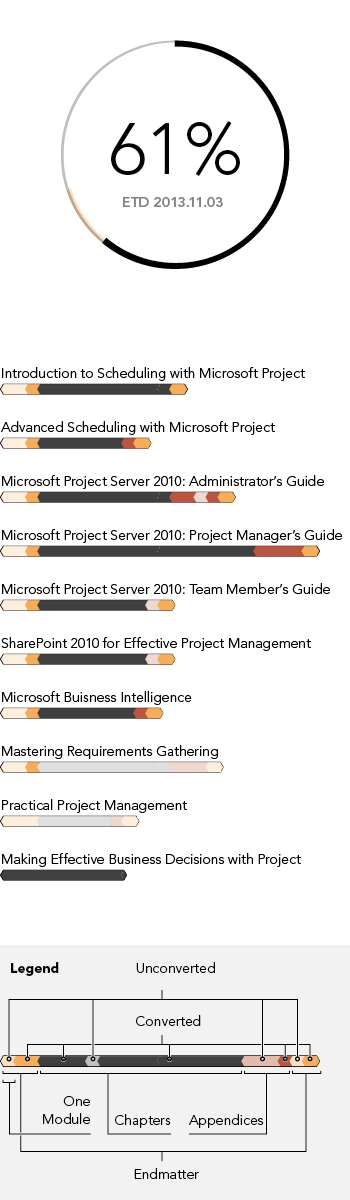 61%
ETD 2013.11.03
Introduction to Scheduling with Microsoft Project
Advanced Scheduling with Microsoft Project
Microsoft Project Server 2010: Administrator's Guide
Microsoft Project Server 2010: Project Manager's Guide
Microsoft Project Server 2010: Team Member's Guide
SharePoint 2010 for Effective Project Management
Microsoft Buisness Intelligence
Mastering Requirements Gathering
Practical Project Management
Making Effective Business Decisions with Project
Legend
Unconverted
Converted
One
Module
Chapters
Appendices
Endmatter